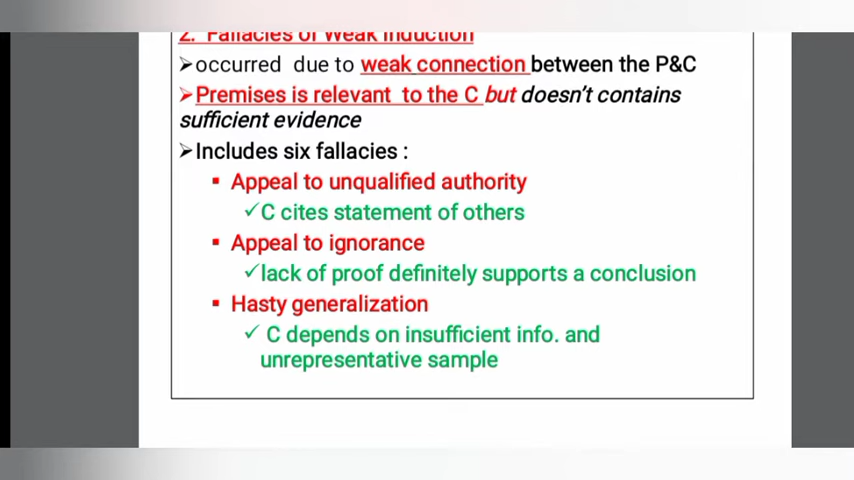 2. Fallacies of Weak Induction
➢occurred due to weak connection between the P&C
➢Premises is relevant to the C but doesn't contains
sufficient evidence
➢Includes six fallacies :
▪ Appeal to unqualified authority
✓C cites statement of others
▪ Appeal to ignorance
✓lack of proof definitely supports a conclusion
▪ Hasty generalization
✓ C depends on insufficient info. and
unrepresentative sample